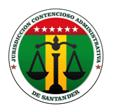 JURISDICCION CONTENCIOSO ADMINISTRATIVA
DE SANTANDER